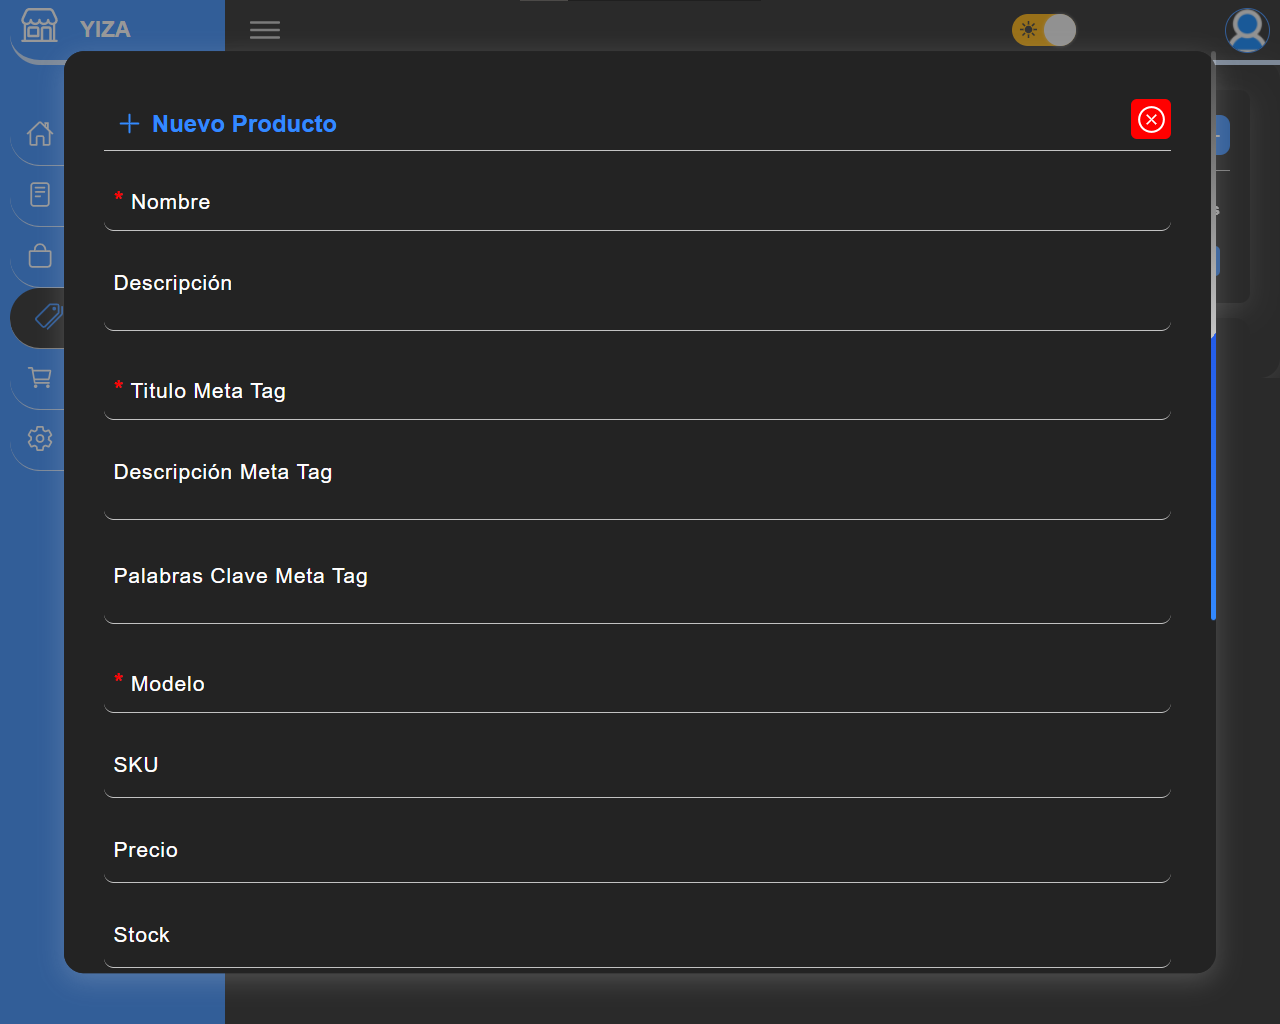 YIZA
Nuevo Producto
* Nombre
Descripción
* Titulo Meta Tag
Descripción Meta Tag
Palabras Clave Meta Tag
* Modelo
SKU
Precio
Stock